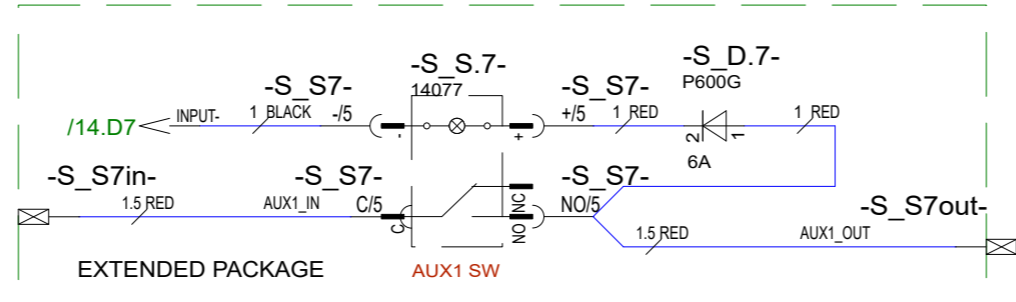 -S_D.7-
-S_S.7-
P600G
-S_S7-
14077
-S_S7-
/14.D7
INPUT-
1 BLACK
-/5
-
+
+/5
1 RED
2
1
1 RED
6A
-S_S7in-
-S_S7-
-S_S7-
1.5 RED
AUX1_IN
C/5
C
NC
NO
NO/5
-S_S7out-
1.5 RED
AUX1_OUT
EXTENDED PACKAGE
AUX1 SW